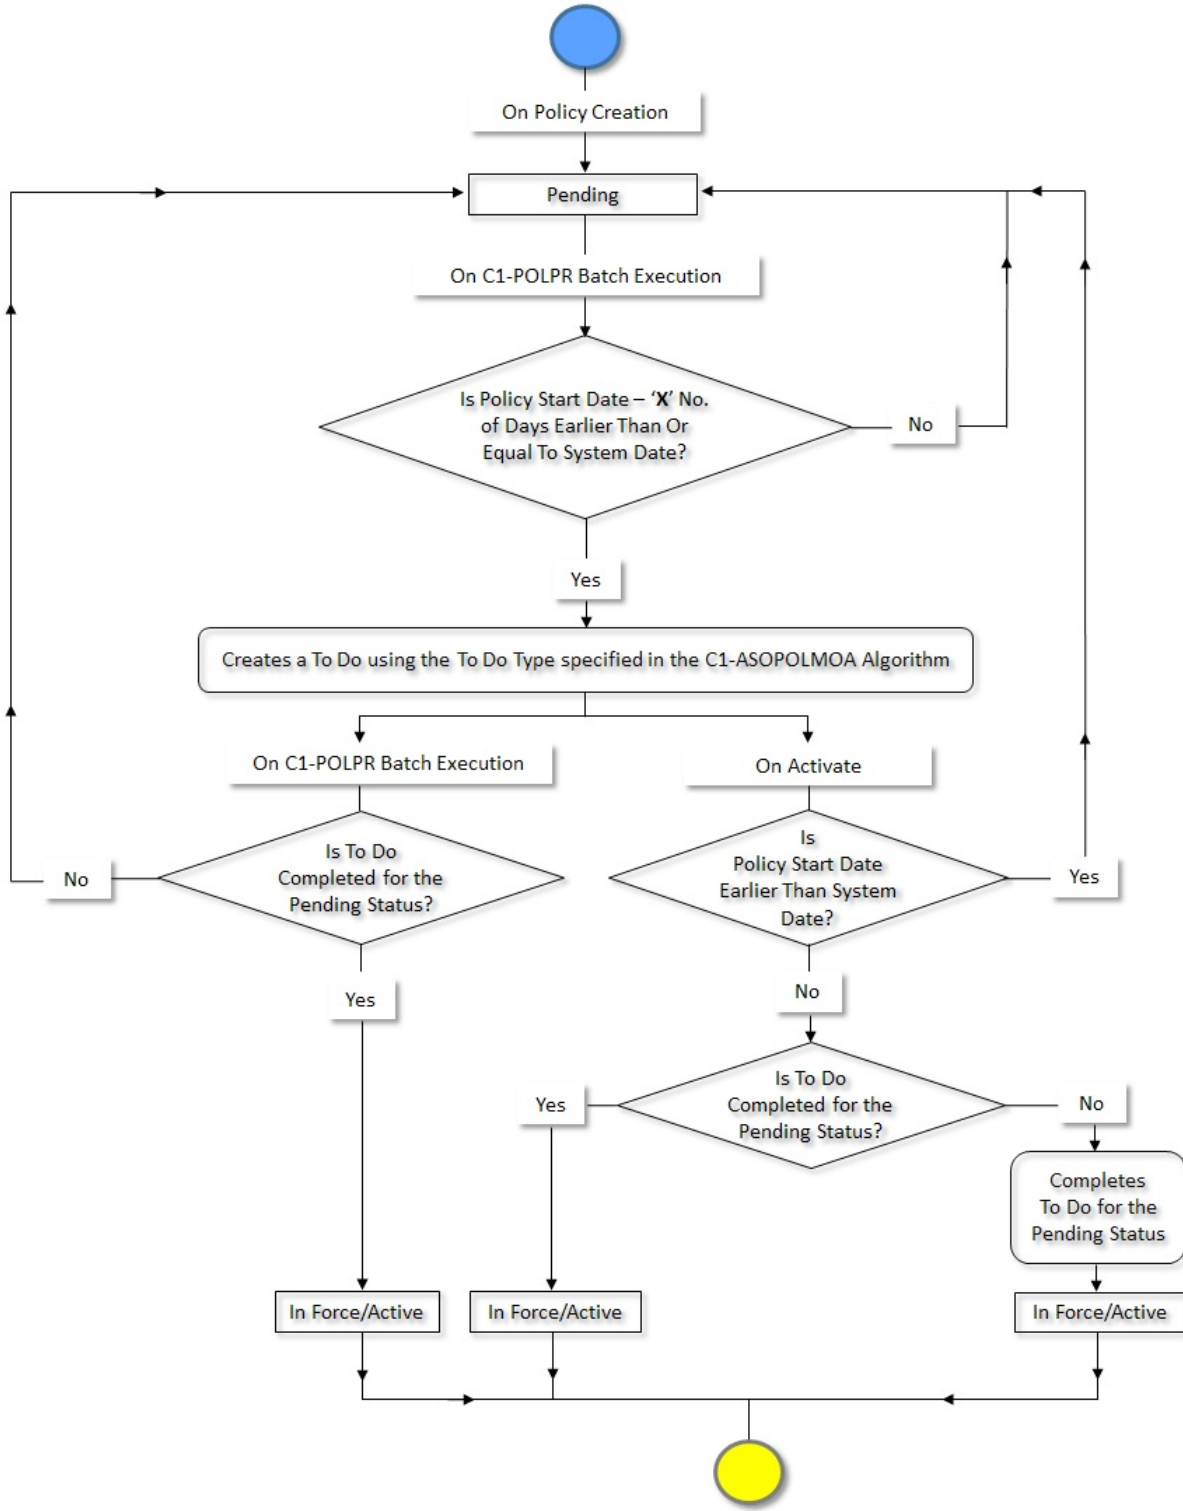 On Policy Creation
Pending
On C1-POLPR Batch Execution
Is Policy Start Date – ‘X’ No.
of Days Earlier Than Or
Equal To System Date?
No
Yes
Creates a To Do using the To Do Type specified in the C1-ASOPOLMOA Algorithm
On C1-POLPR Batch Execution
On Activate
Is To Do
Completed for the
Pending Status?
No
Is
Policy Start Date
Earlier Than System
Date?
Yes
Yes
No
Is To Do
Completed for the
Pending Status?
Yes
No
Completes
To Do for the
Pending Status
In Force/Active
In Force/Active
In Force/Active